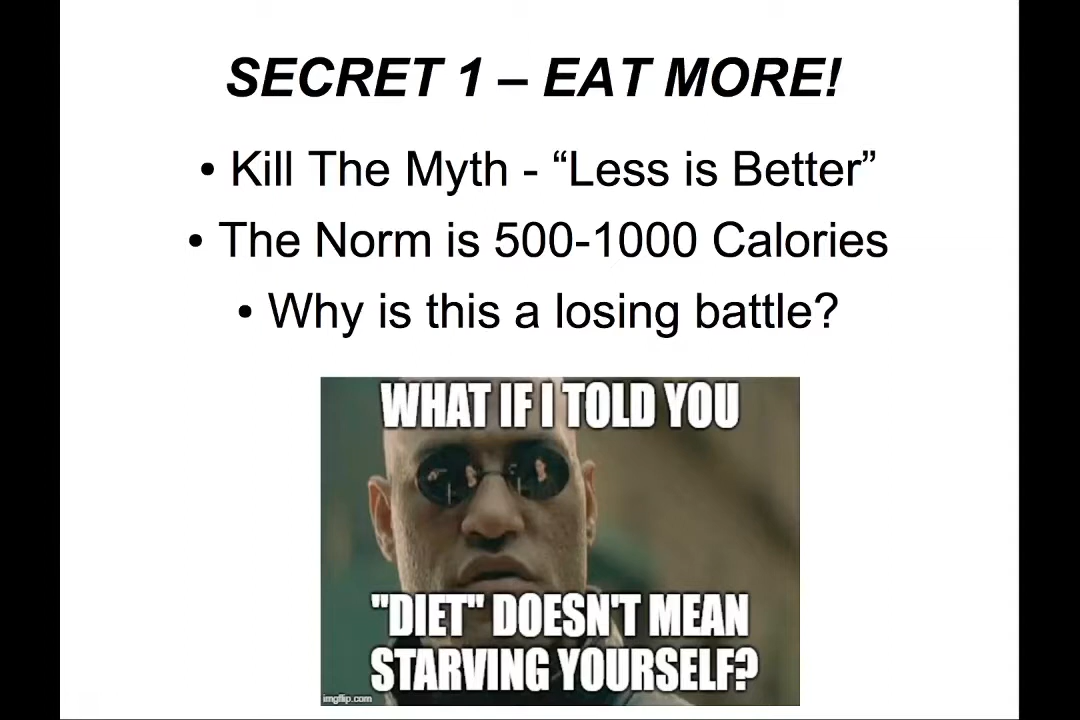 SECRET 1 – EAT MORE!
• Kill The Myth - “Less is Better”
• The Norm is 500-1000 Calories
• Why is this a losing battle?
WHAT IF I TOLD YOU
"DIET" DOESN'T MEAN
STARVING YOURSELF?
imgflip.com